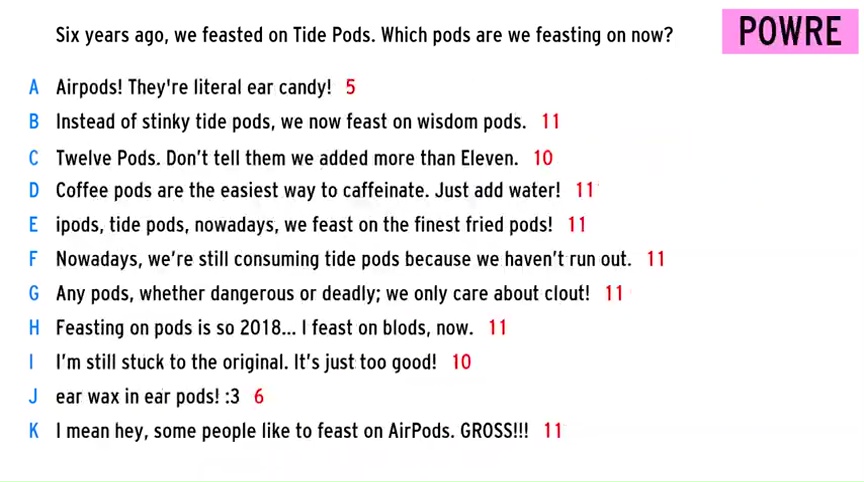 Six years ago, we feasted on Tide Pods. Which pods are we feasting on now?
POWRE
A Airpods! They're literal ear candy! 5
B Instead of stinky tide pods, we now feast on wisdom pods. 11
C Twelve Pods. Don't tell them we added more than Eleven. 10
D Coffee pods are the easiest way to caffeinate. Just add water! 11
E ipods, tide pods, nowadays, we feast on the finest fried pods! 11
F Nowadays, we're still consuming tide pods because we haven't run out. 11
G Any pods, whether dangerous or deadly; we only care about clout! 11
H Feasting on pods is so 2018... I feast on blods, now. 11
I I'm still stuck to the original. It's just too good! 10
J ear wax in ear pods! :3 6
K I mean hey, some people like to feast on AirPods. GROSS!!! 11